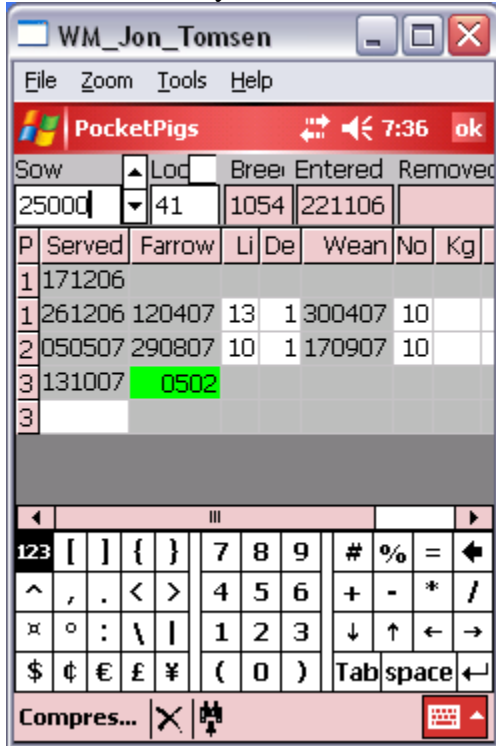 WM_Jon_Tomsen
File Zoom Tools Help
PocketPigs 7:36 ok
Sow Loc Bree Entered Removed
25000 41 1054 221106
P Served Farrow Li De Wean No Kg
1 171206
1 261206 120407 13 1 300407 10
2 050507 290807 10 1 170907 10
3 131007 0502
3
123 [ ] { } 7 8 9 # % =
^ , . < > 4 5 6 + - * /
¤ ° : \ | 1 2 3 ↓ ↑ ← →
$ ¢ € £ ¥ ( 0 ) Tab space ↵
Compres...